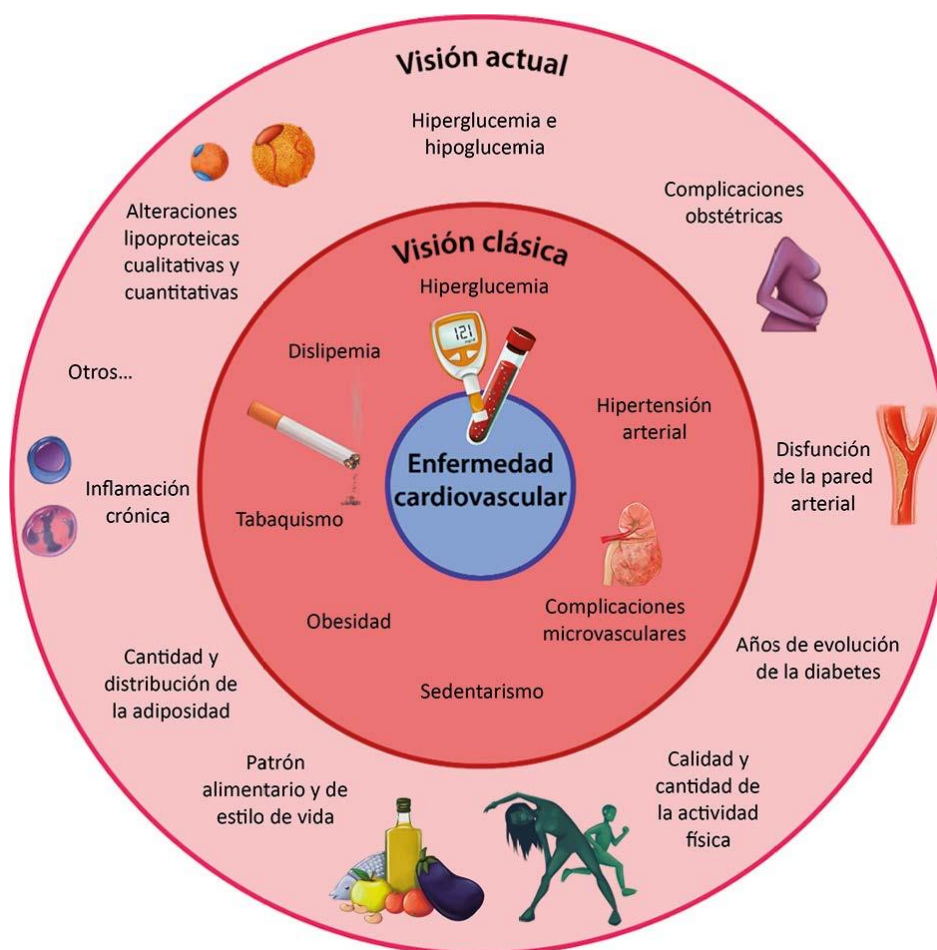 Visión actual
Hiperglucemia e
hipoglucemia
Complicaciones
obstétricas
Alteraciones
lipoproteicas
cualitativas y
cuantitativas
Visión clásica
Hiperglucemia
121
Dislipemia
Otros...
Hipertensión
arterial
Enfermedad
cardiovascular
Disfunción
de la pared
arterial
Inflamación
crónica
Tabaquismo
Obesidad
Complicaciones
microvasculares
Años de evolución
de la diabetes
Cantidad y
distribución de
la adiposidad
Sedentarismo
Patrón
alimentario y de
estilo de vida
Calidad y
cantidad de
la actividad
física